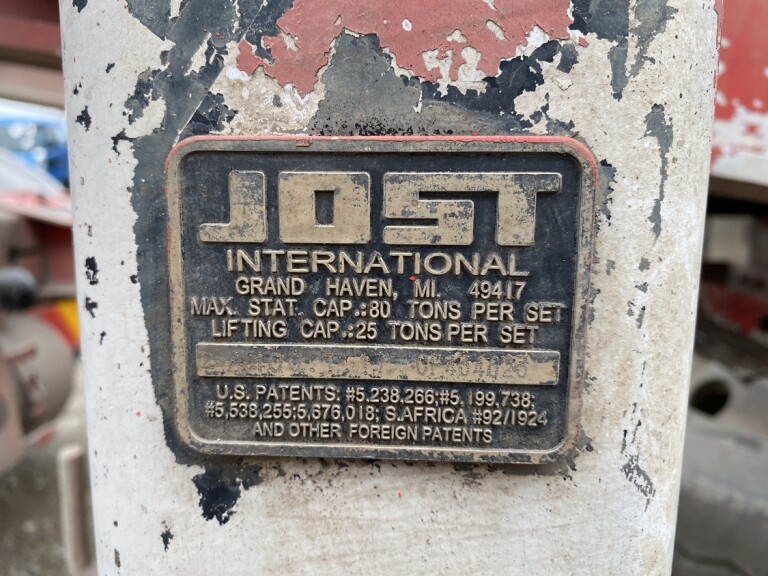 JOST
INTERNATIONAL
GRAND HAVEN, MI. 49417
MAX. STAT. CAP.:80 TONS PER SET
LIFTING CAP.:25 TONS PER SET
U.S. PATENTS: #5,238,266;#5,199,738;
#5,538,255;5,676,018; S.AFRICA #92/1924
AND OTHER FOREIGN PATENTS